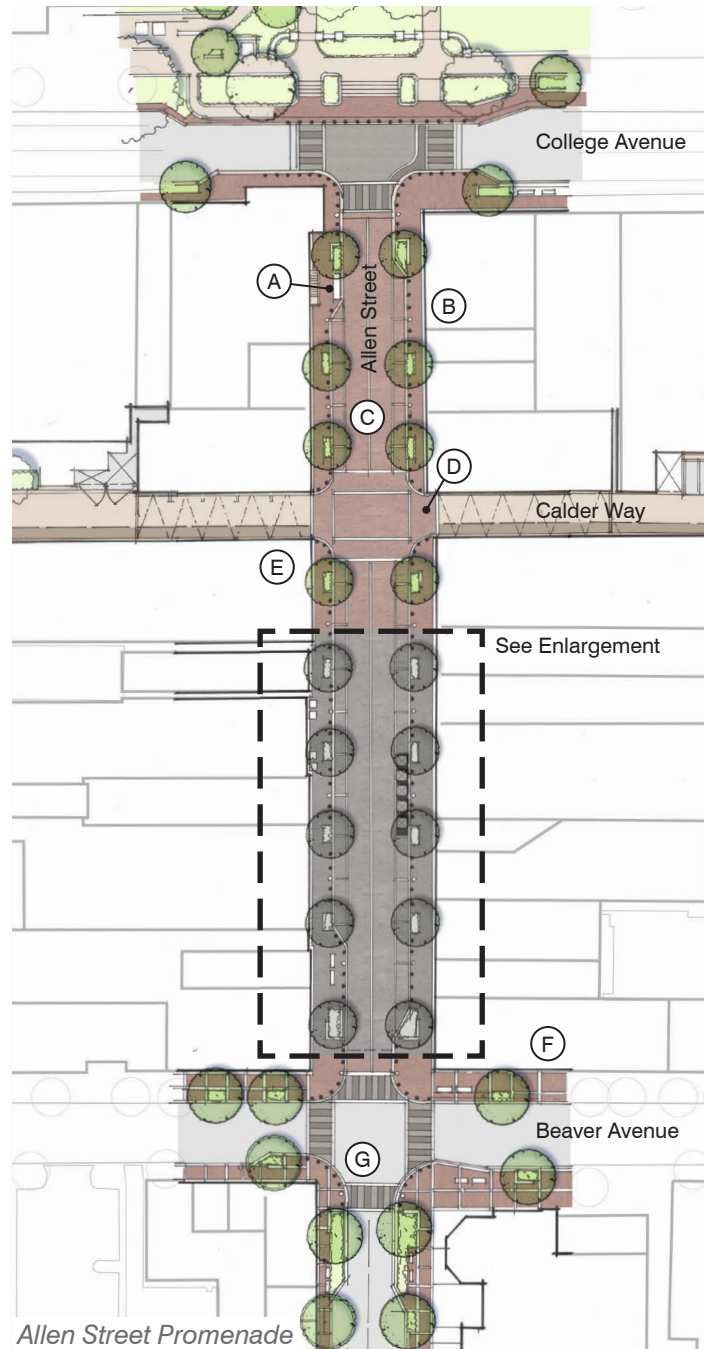 College Avenue
A
Allen Street
B
C
D
Calder Way
E
See Enlargement
F
Beaver Avenue
G
Allen Street Promenade